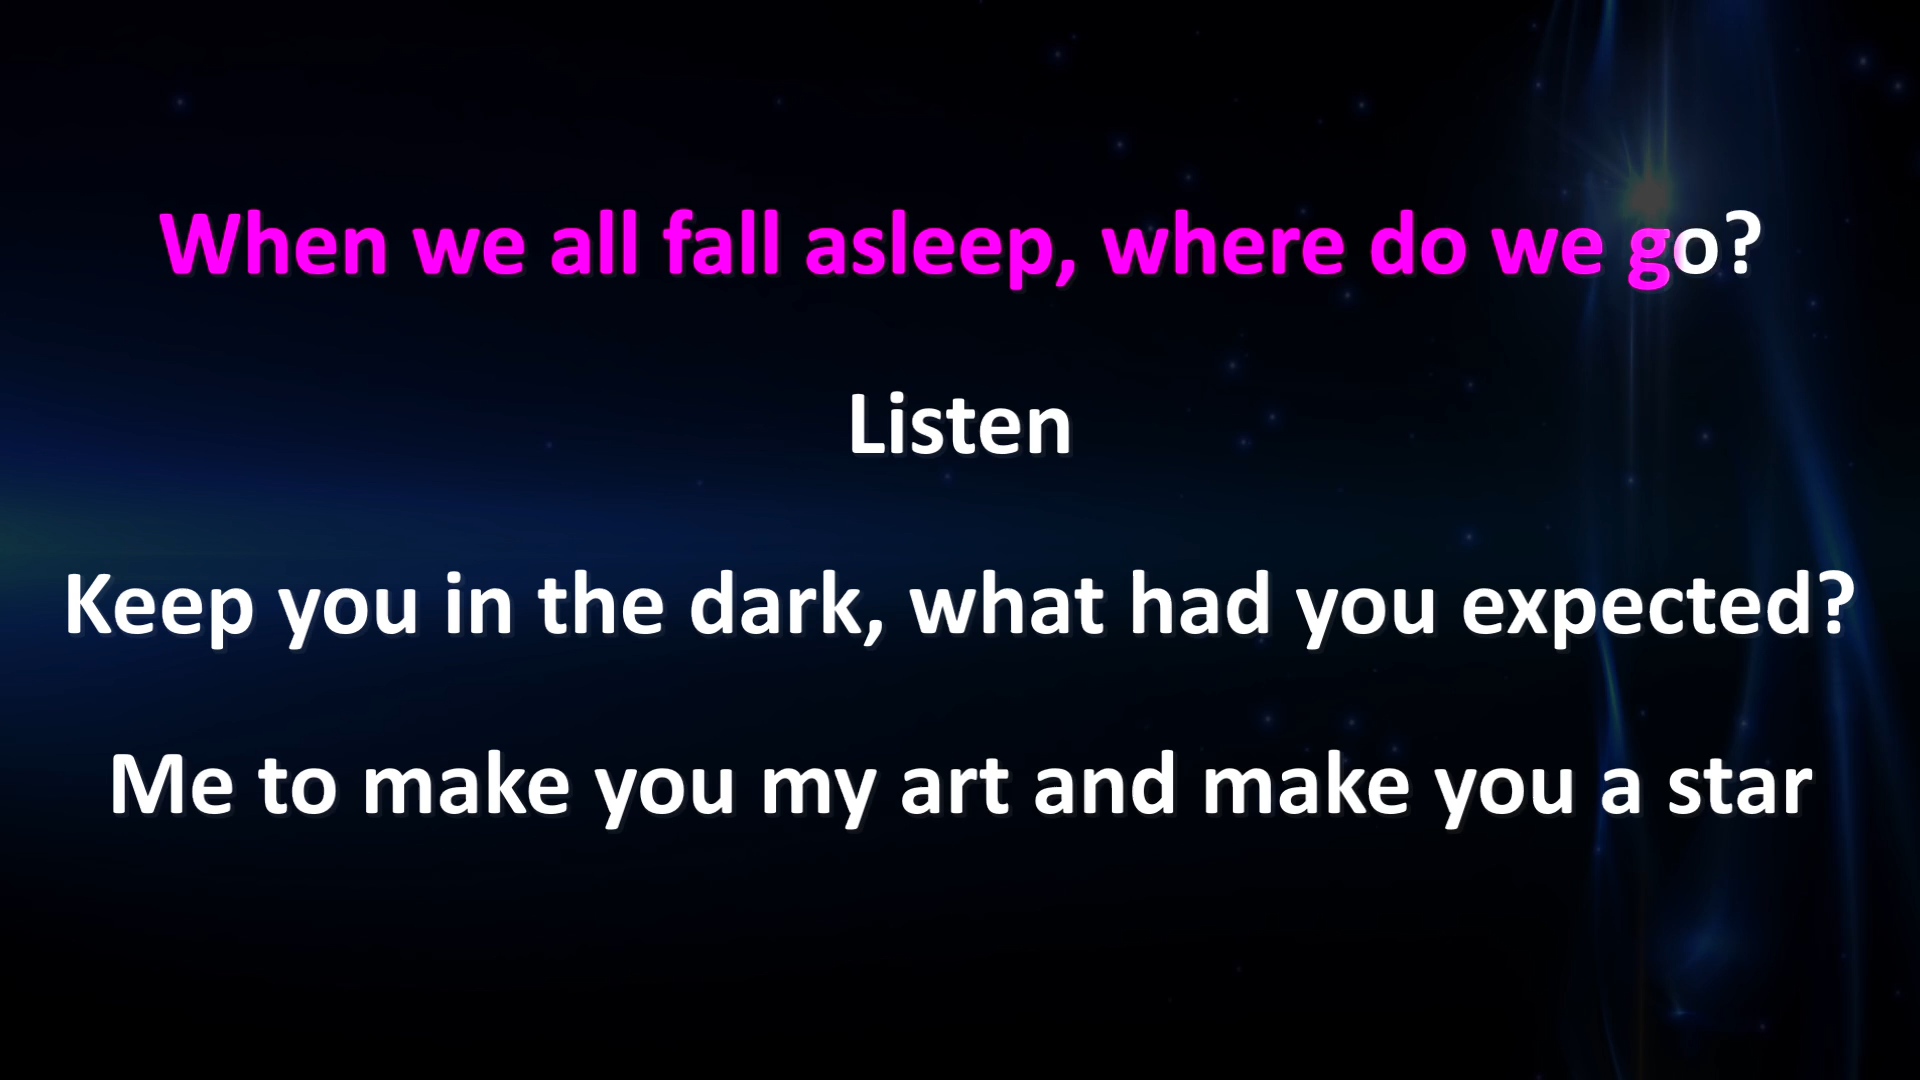 When we all fall asleep, where do we go?
Listen
Keep you in the dark, what had you expected?
Me to make you my art and make you a star